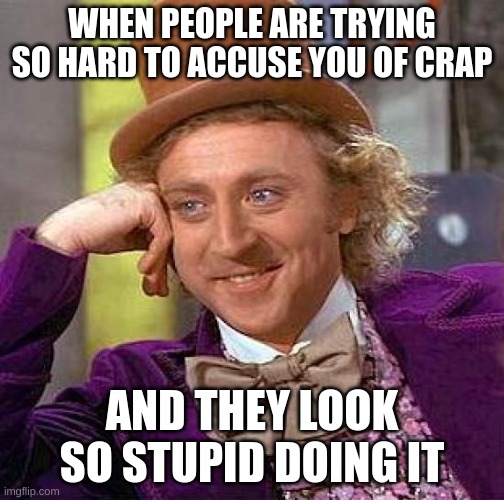 WHEN PEOPLE ARE TRYING
SO HARD TO ACCUSE YOU OF CRAP
AND THEY LOOK
SO STUPID DOING IT
imgflip.com